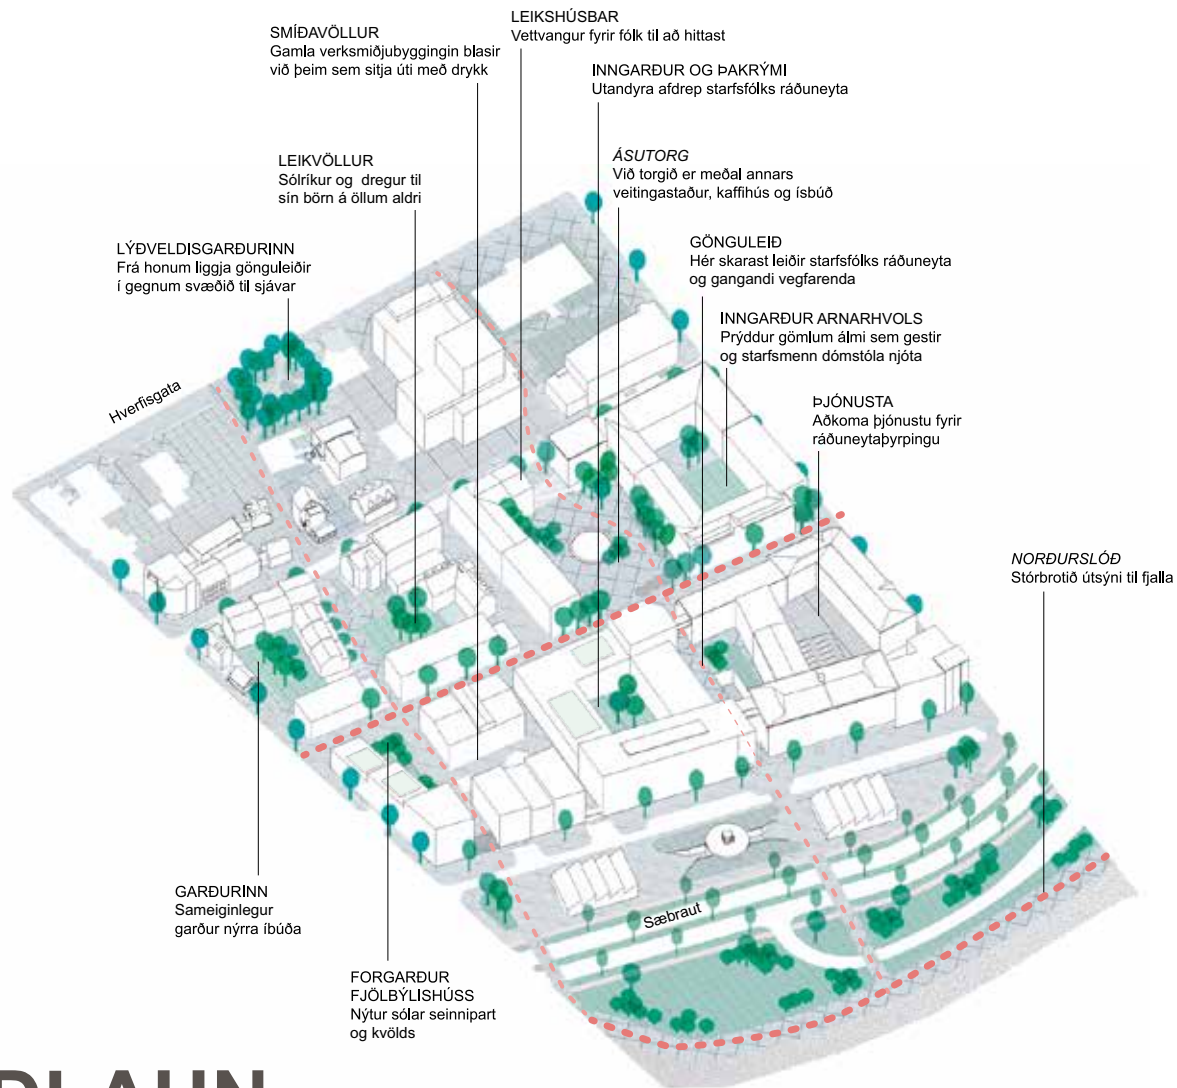 LEIKSHÚSBAR
Vettvangur fyrir fólk til að hittast
SMÍÐAVÖLLUR
Gamla verksmiðjubyggingin blasir
við þeim sem sitja úti með drykk
INNGARÐUR OG ÞAKRÝMI
Utandyra afdrep starfsfólks ráðuneyta
LEIKVÖLLUR
Sólríkur og dregur til
sín börn á öllum aldri
ÁSUTORG
Við torgið er meðal annars
veitingastaður, kaffihús og ísbúð
LÝÐVELDISGARÐURINN
Frá honum liggja gönguleiðir
í gegnum svæðið til sjávar
GÖNGULEIÐ
Hér skarast leiðir starfsfólks ráðuneyta
og gangandi vegfarenda
INNGARÐUR ARNARHVOLS
Prýddur gömlum álmi sem gestir
og starfsmenn dómstóla njóta
Hverfisgata
ÞJÓNUSTA
Aðkoma þjónustu fyrir
ráðuneytaþyrpingu
NORÐURSLÓÐ
Stórbrotið útsýni til fjalla
GARÐURINN
Sameiginlegur
garður nýrra íbúða
Sæbraut
FORGARÐUR
FJÖLBÝLISHÚSS
Nýtur sólar seinnipart
og kvölds